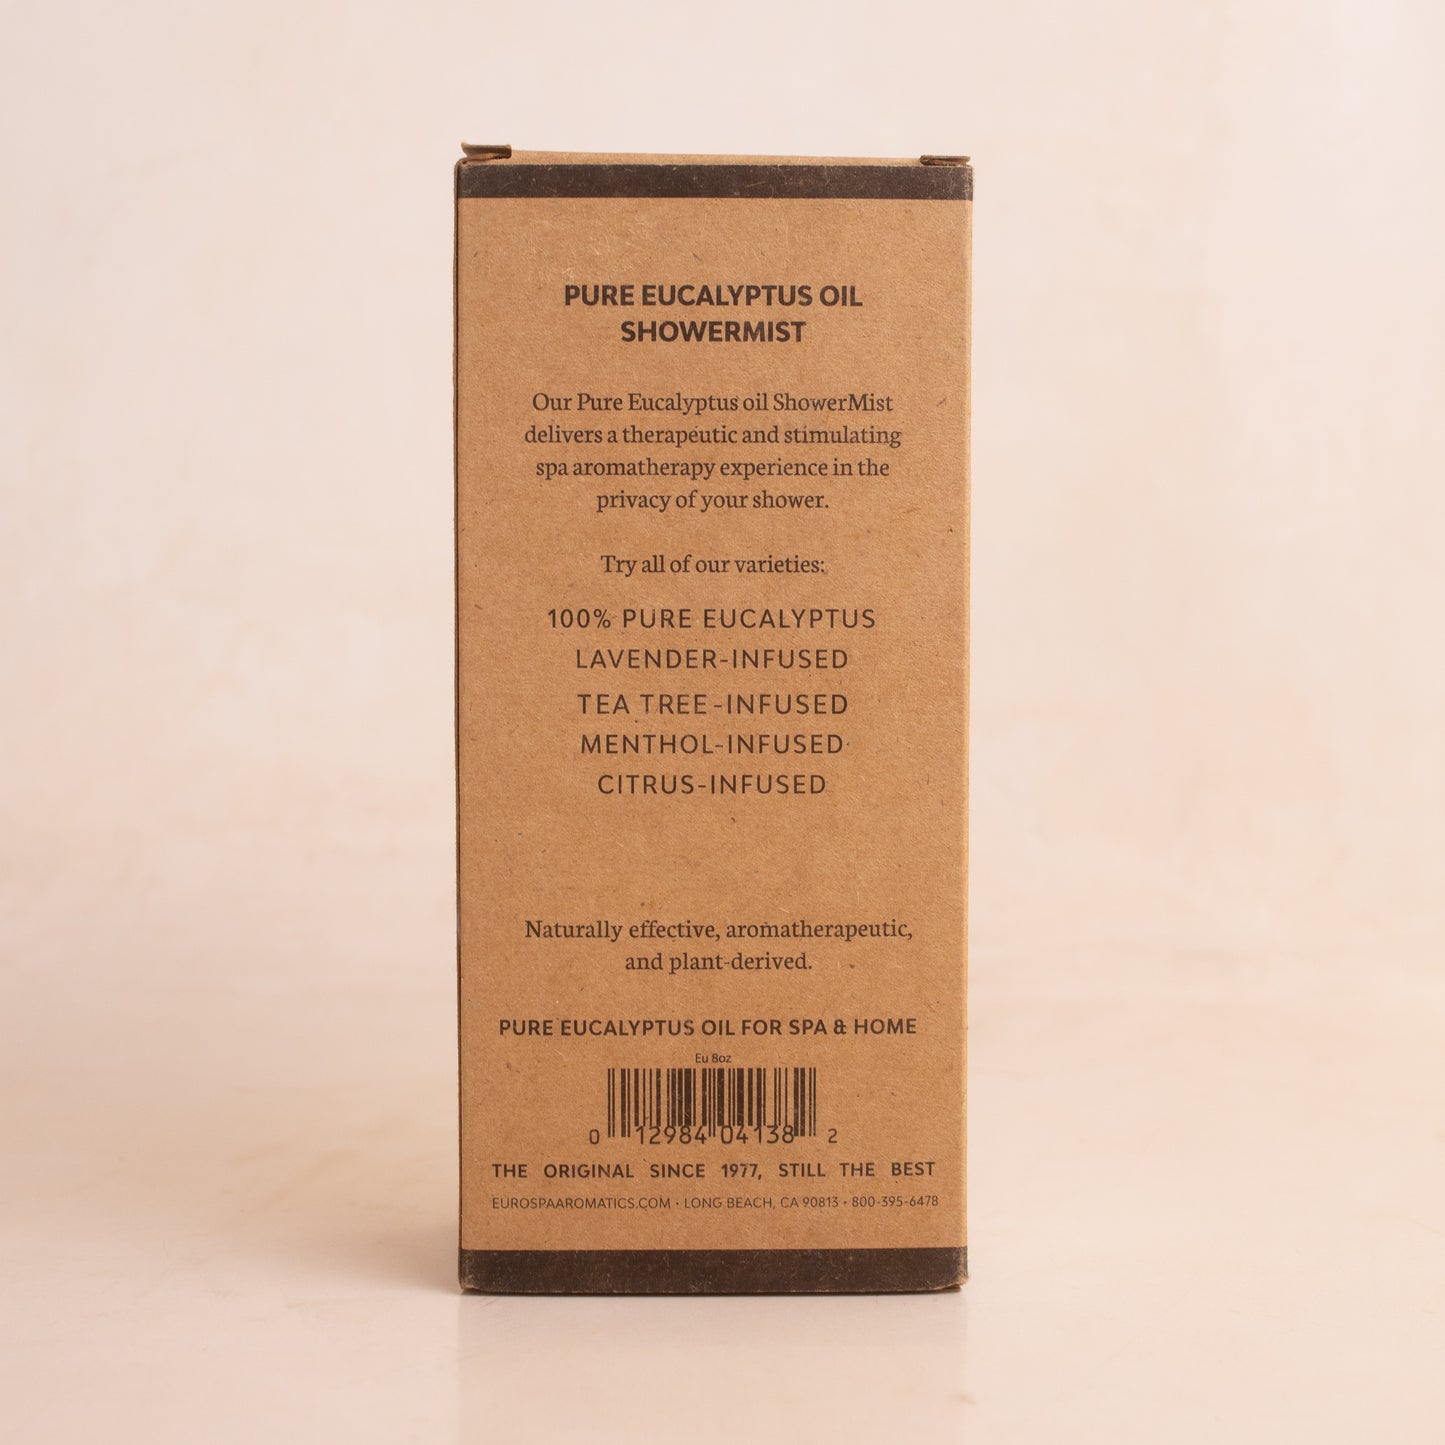 PURE EUCALYPTUS OIL
SHOWERMIST
Our Pure Eucalyptus oil ShowerMist
delivers a therapeutic and stimulating
spa aromatherapy experience in the
privacy of your shower.
Try all of our varieties:
100% PURE EUCALYPTUS
LAVENDER-INFUSED
TEA TREE-INFUSED
MENTHOL-INFUSED
CITRUS-INFUSED
Naturally effective, aromatherapeutic,
and plant-derived.
PURE EUCALYPTUS OIL FOR SPA & HOME
Eu 8oz
0 12984 04138 2
THE ORIGINAL SINCE 1977, STILL THE BEST
EUROSPAAROMATICS.COM • LONG BEACH, CA 90813 • 800-395-6478